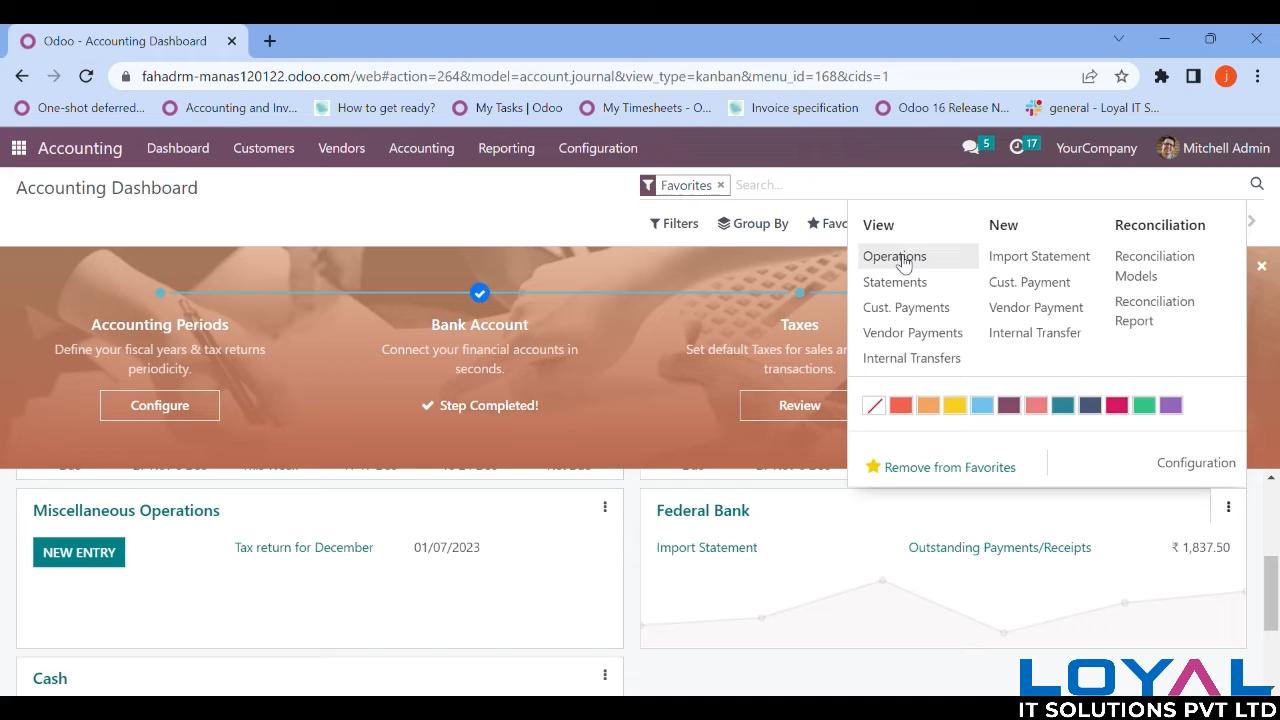 Odoo - Accounting Dashboard
fahadrm-manas120122.odoo.com/web#action=264&model=account.journal&view_type=kanban&menu_id=168&cids=1
j
One-shot deferred... Accounting and Inv... How to get ready? My Tasks | Odoo My Timesheets - O... Invoice specification Odoo 16 Release N... general - Loyal IT S...
Accounting Dashboard Customers Vendors Accounting Reporting Configuration 5 17 YourCompany Mitchell Admin
Accounting Dashboard
Favorites × Search...
Filters Group By Favo
View
Operations
Statements
Cust. Payments
Vendor Payments
Internal Transfers
New
Import Statement
Cust. Payment
Vendor Payment
Internal Transfer
Reconciliation
Reconciliation
Models
Reconciliation
Report
Remove from Favorites
Configuration
Accounting Periods
Define your fiscal years & tax returns
periodicity.
Configure
Bank Account
Connect your financial accounts in
seconds.
Step Completed!
Taxes
Set default Taxes for sales an
transactions.
Review
Miscellaneous Operations
NEW ENTRY Tax return for December 01/07/2023
Federal Bank
Import Statement Outstanding Payments/Receipts ₹ 1,837.50
Cash
LOYAL
IT SOLUTIONS PVT LTD